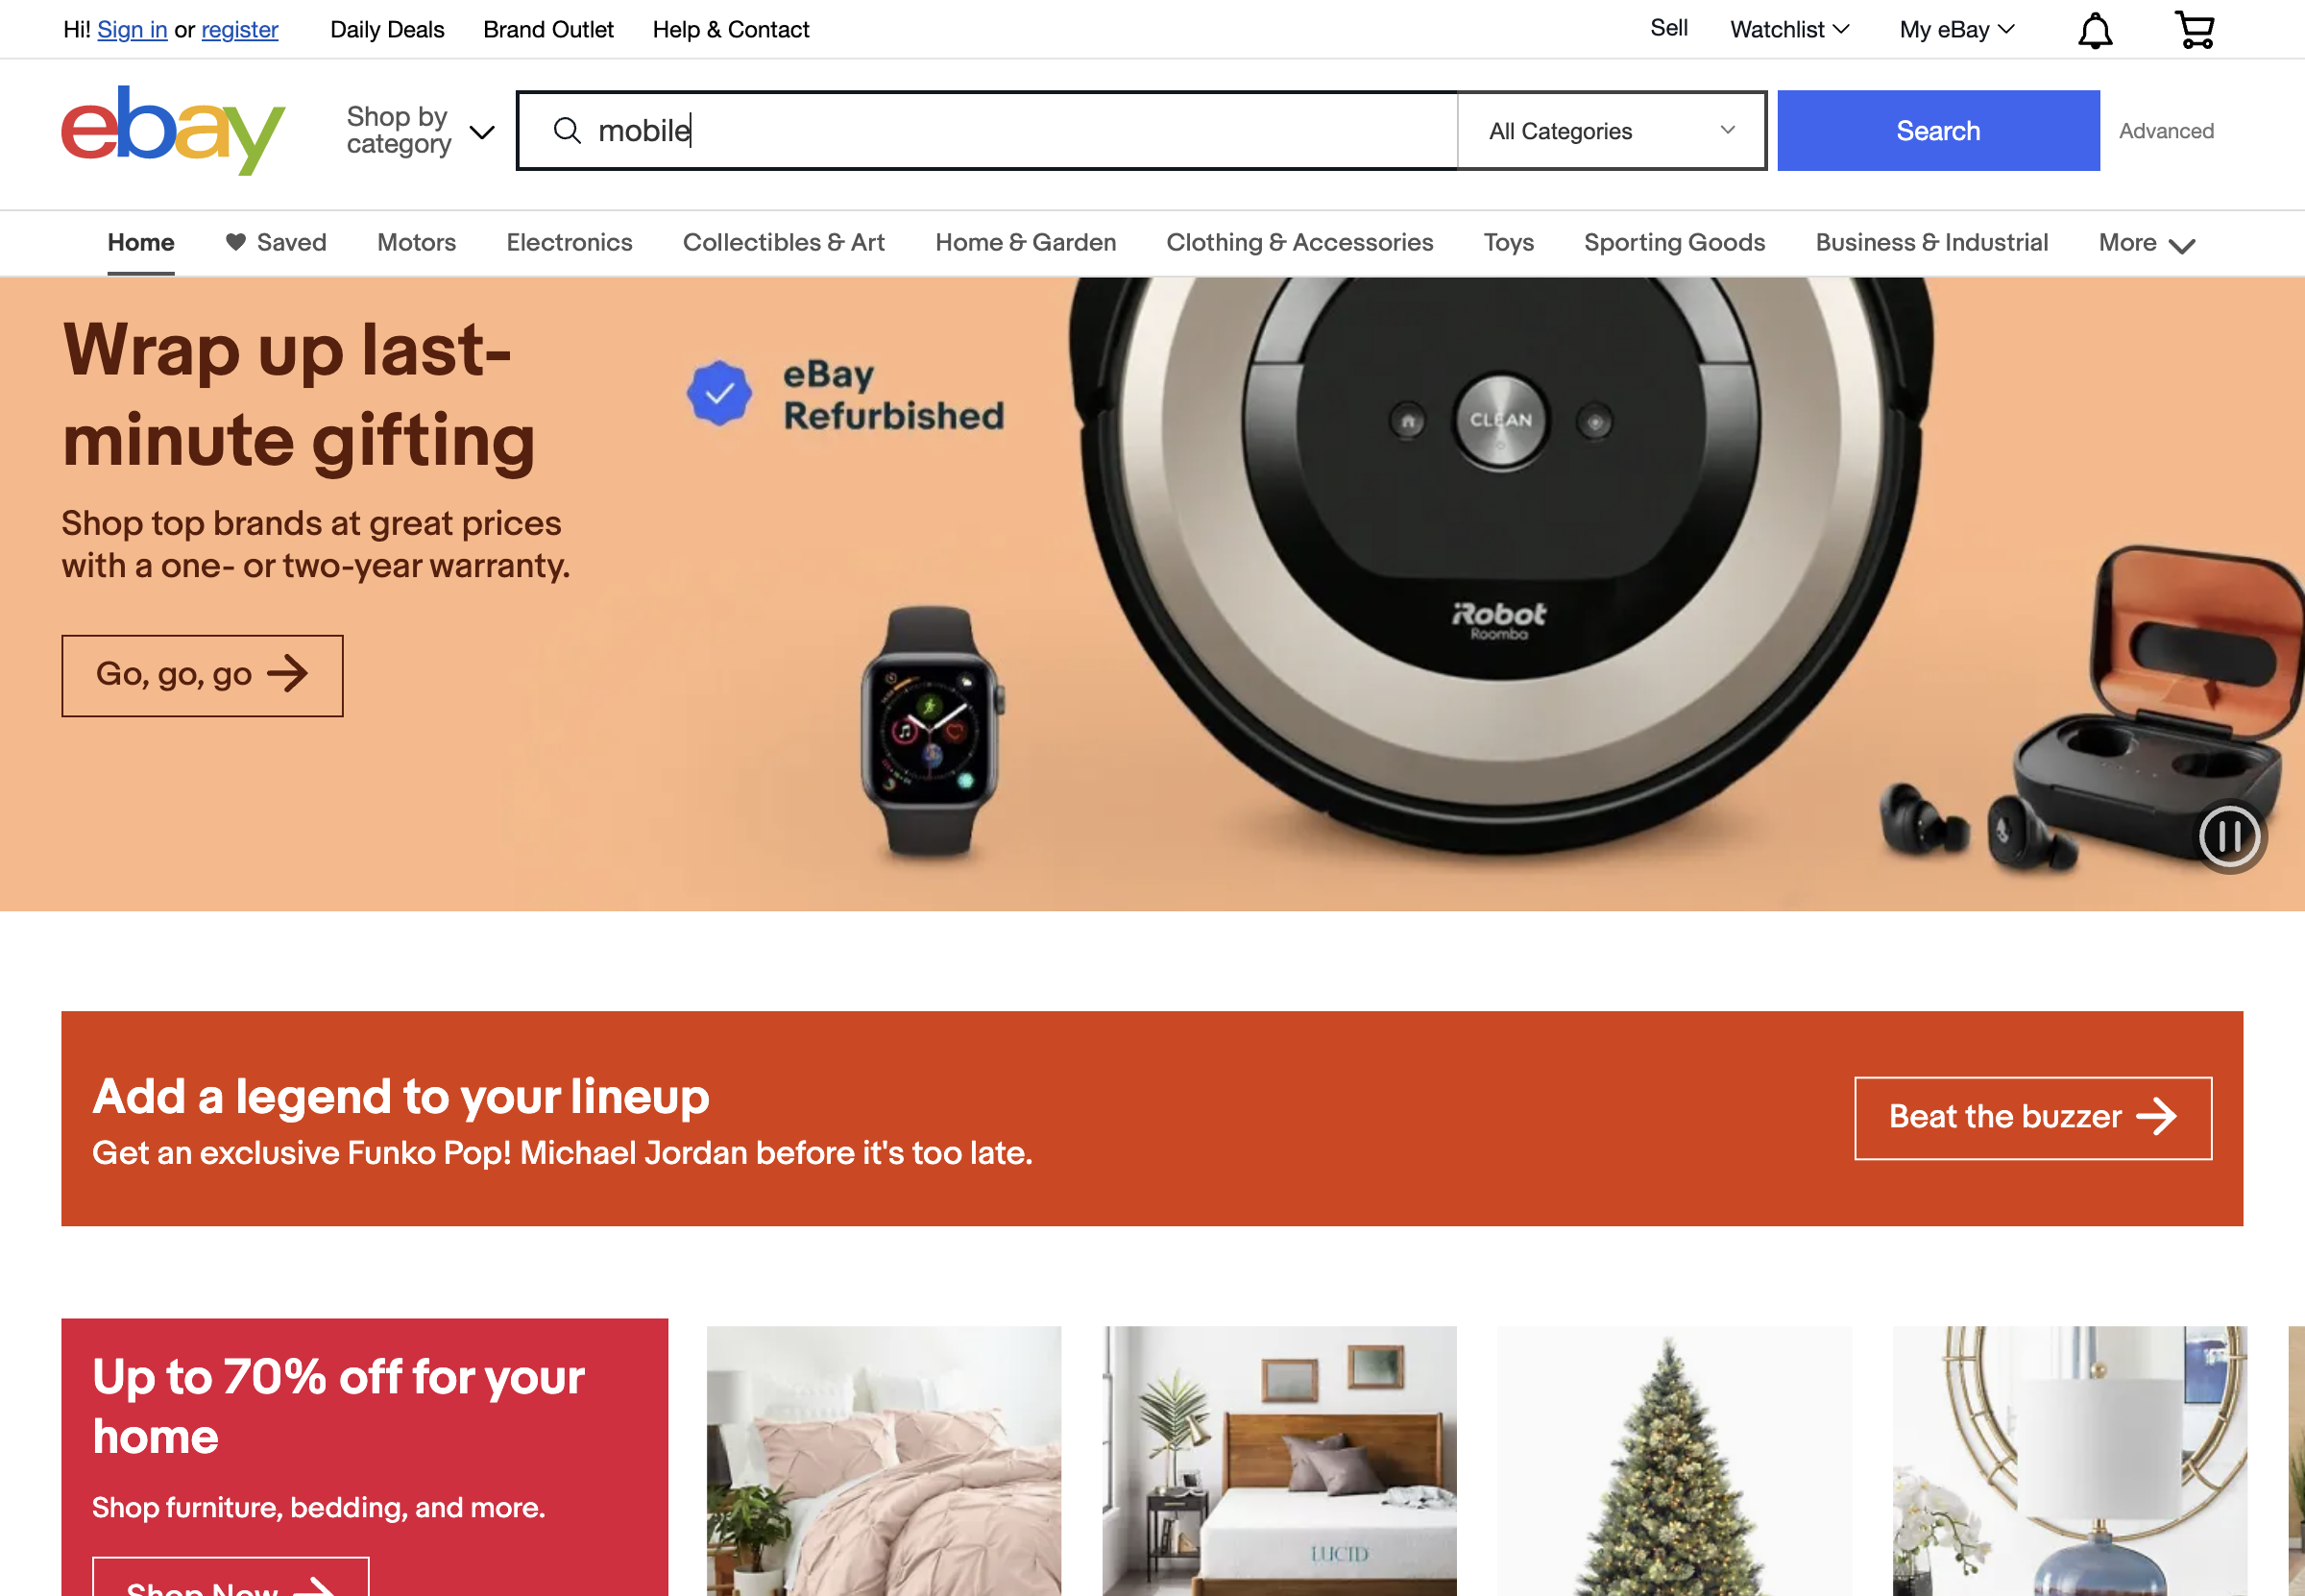 Hi! Sign in or register Daily Deals Brand Outlet Help & Contact Sell Watchlist My eBay
ebay
Shop by
category
mobile
All Categories
Search
Advanced
Home Saved Motors Electronics Collectibles & Art Home & Garden Clothing & Accessories Toys Sporting Goods Business & Industrial More
Wrap up last-
minute gifting
Shop top brands at great prices
with a one- or two-year warranty.
Go, go, go
eBay
Refurbished
CLEAN
iRobot
Roomba
Add a legend to your lineup
Get an exclusive Funko Pop! Michael Jordan before it's too late.
Beat the buzzer
Up to 70% off for your
home
Shop furniture, bedding, and more.
Shop Now
LUCID